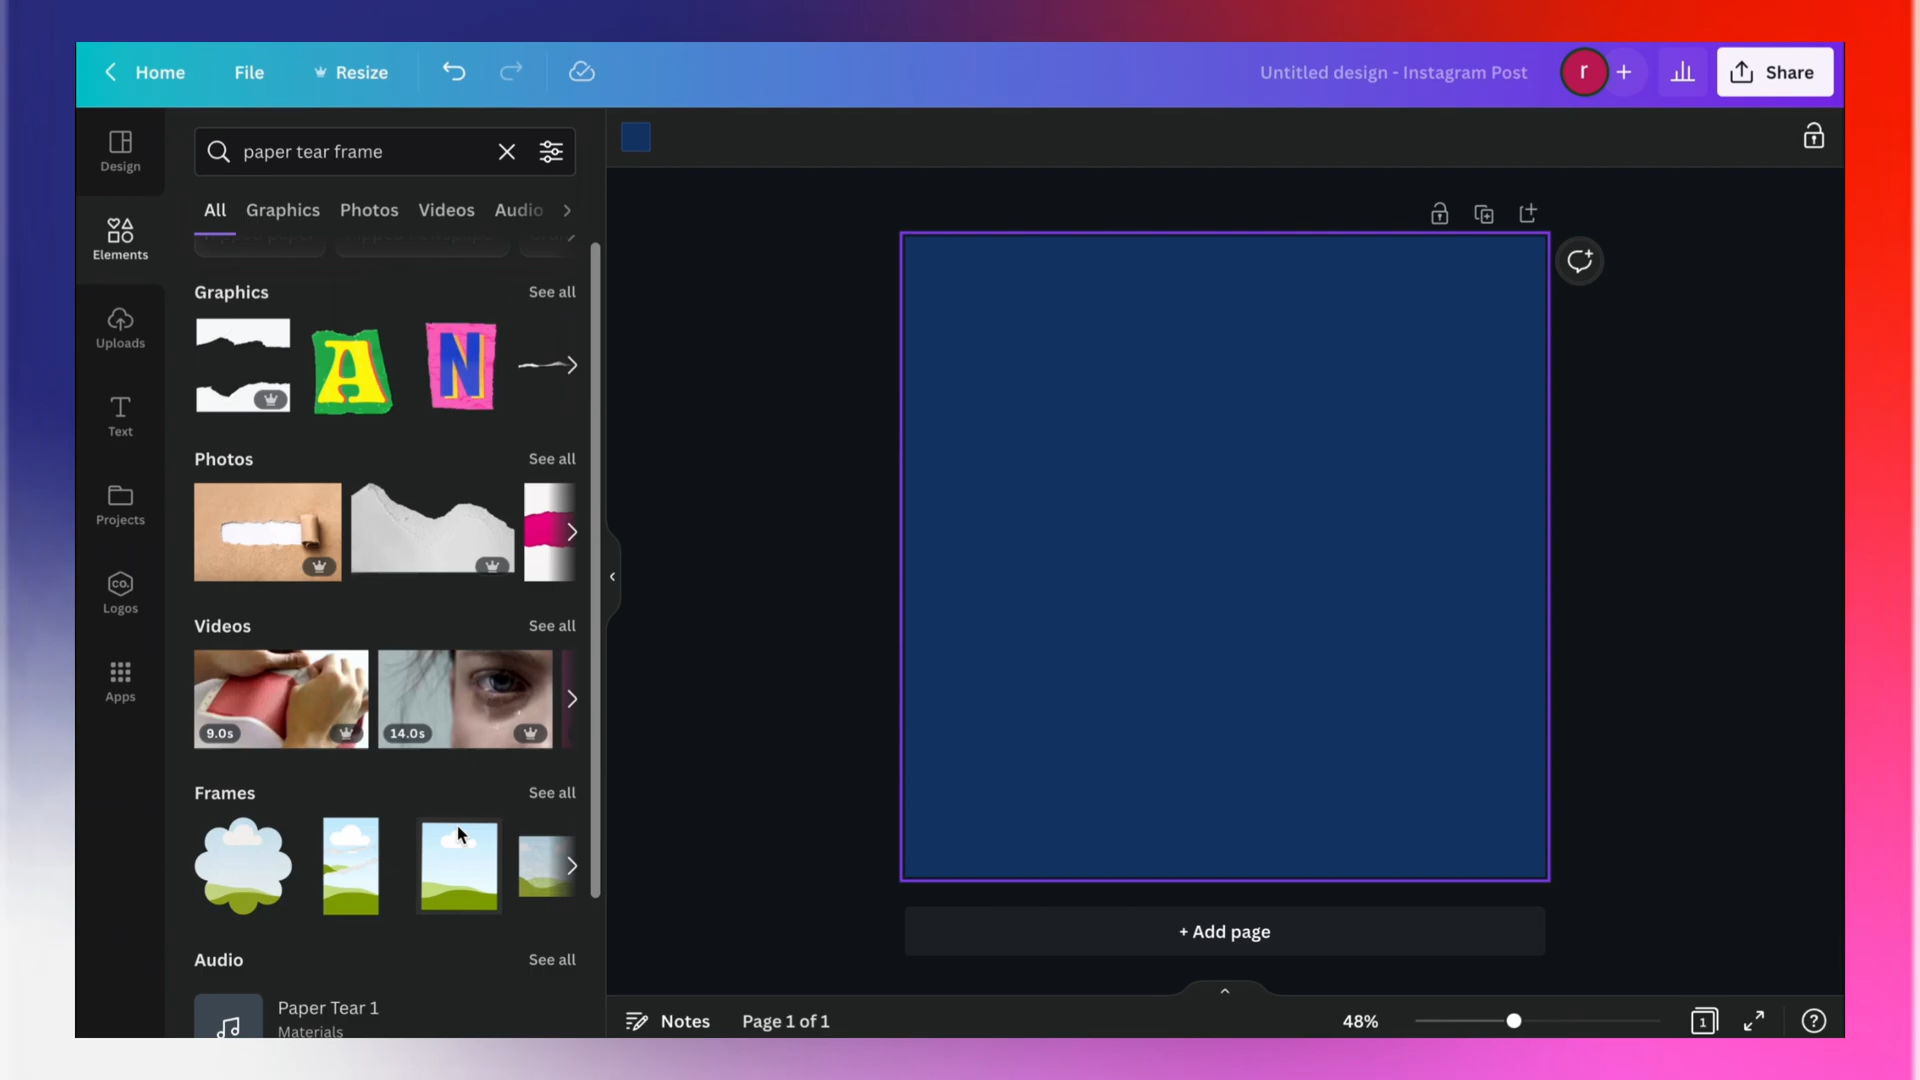 Home File Resize Untitled design - Instagram Post r + Share
Design
Elements
Uploads
Text
Projects
CO.
Logos
Apps
paper tear frame
All Graphics Photos Videos Audio
Graphics See all
A N
Photos See all
Videos See all
9.0s 14.0s
Frames See all
Audio See all
Paper Tear 1
Materials
+ Add page
Notes Page 1 of 1 48% 1 ?